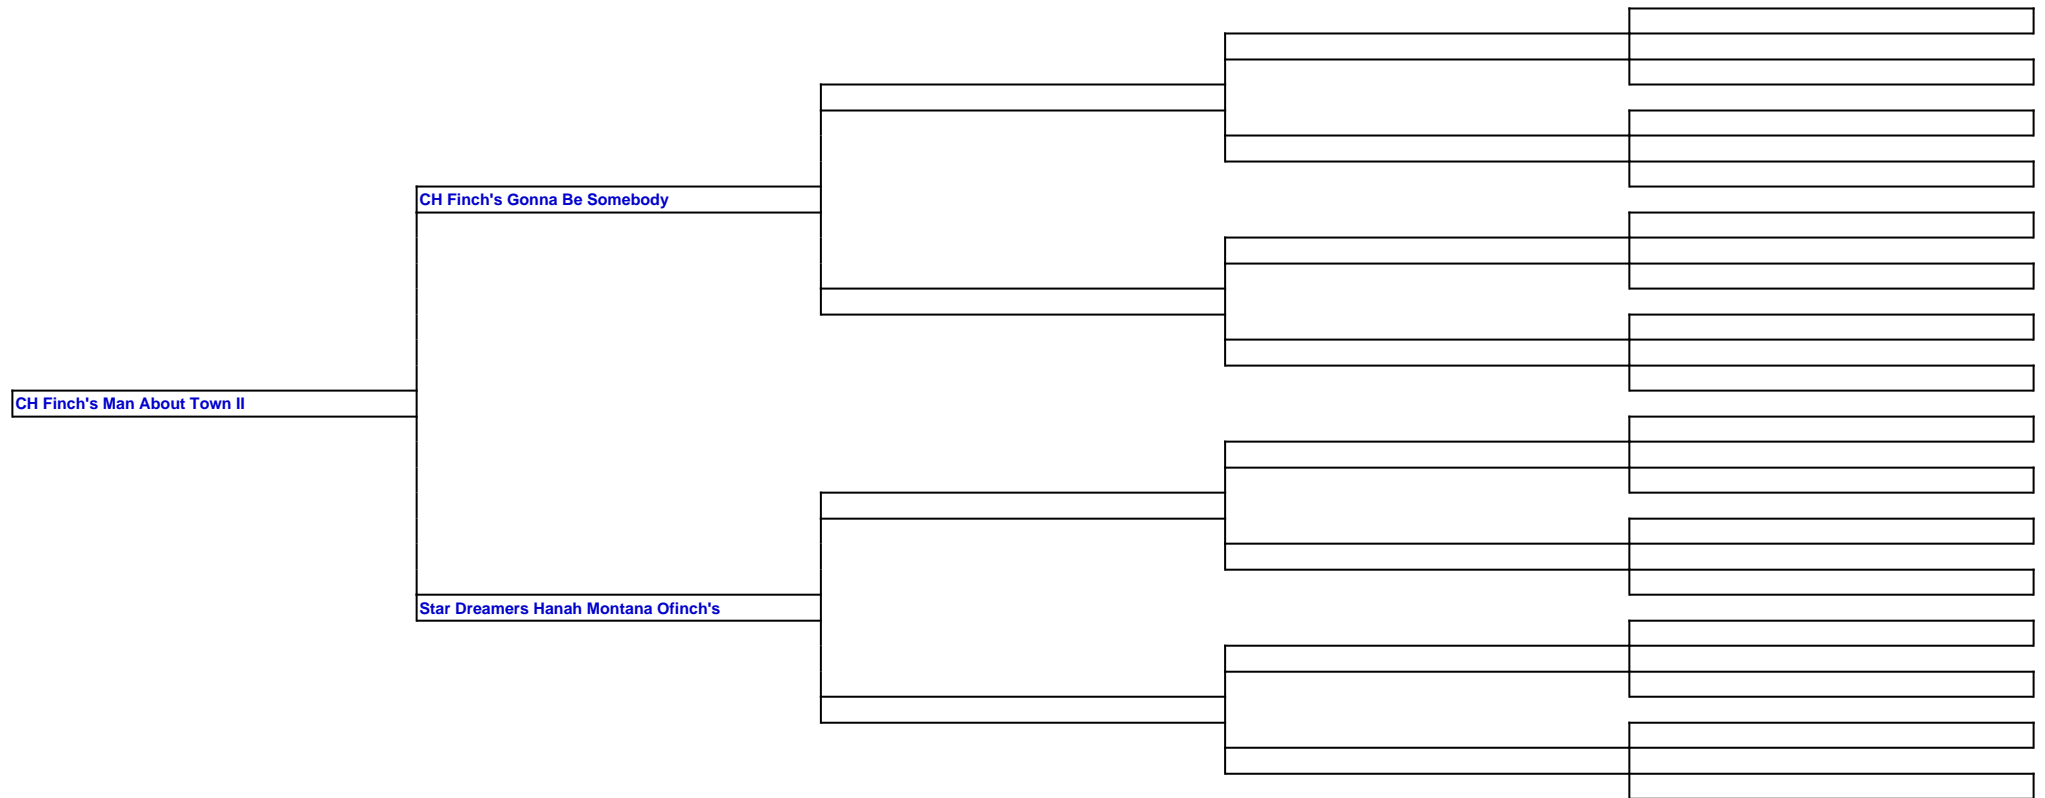 CH Finch's Gonna Be Somebody
CH Finch's Man About Town II
Star Dreamers Hanah Montana Ofinch's